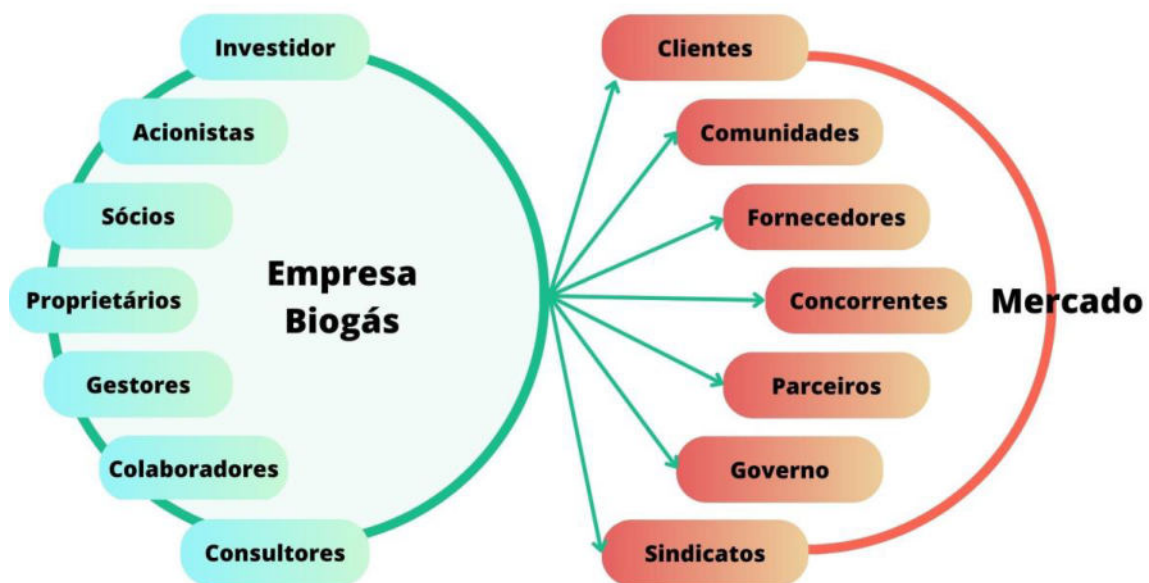 Investidor
Acionistas
Sócios
Proprietários
Gestores
Colaboradores
Consultores
Empresa
Biogás
Clientes
Comunidades
Fornecedores
Concorrentes
Parceiros
Governo
Sindicatos
Mercado